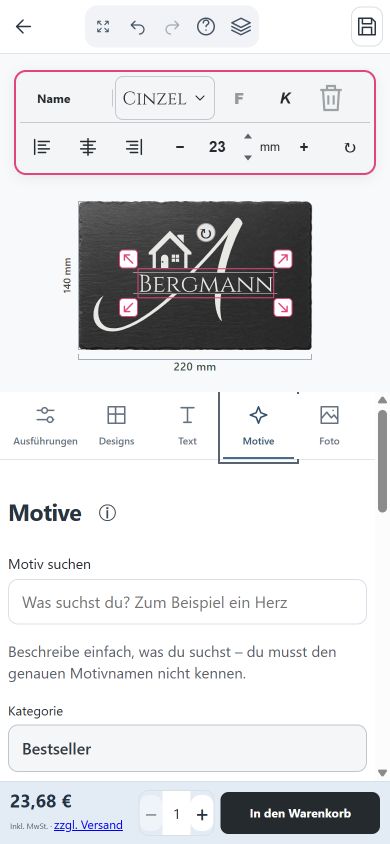 Name
CINZEL
F
K
23
mm
A
BERGMANN
140 mm
220 mm
Ausführungen
Designs
Text
Motive
Foto
Motive
Motiv suchen
Was suchst du? Zum Beispiel ein Herz
Beschreibe einfach, was du suchst – du musst den
genauen Motivnamen nicht kennen.
Kategorie
Bestseller
23,68 €
Inkl. MwSt. · zzgl. Versand
− 1 +
In den Warenkorb